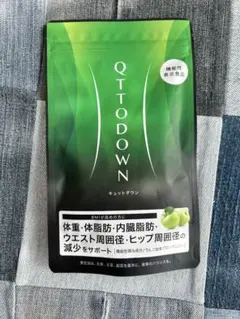 機能性
表示食品
QTTODOWN
キュットダウン
BMIが高めの方に
体重・体脂肪・内臓脂肪・
ウエスト周囲径・ヒップ周囲径の
減少をサポート